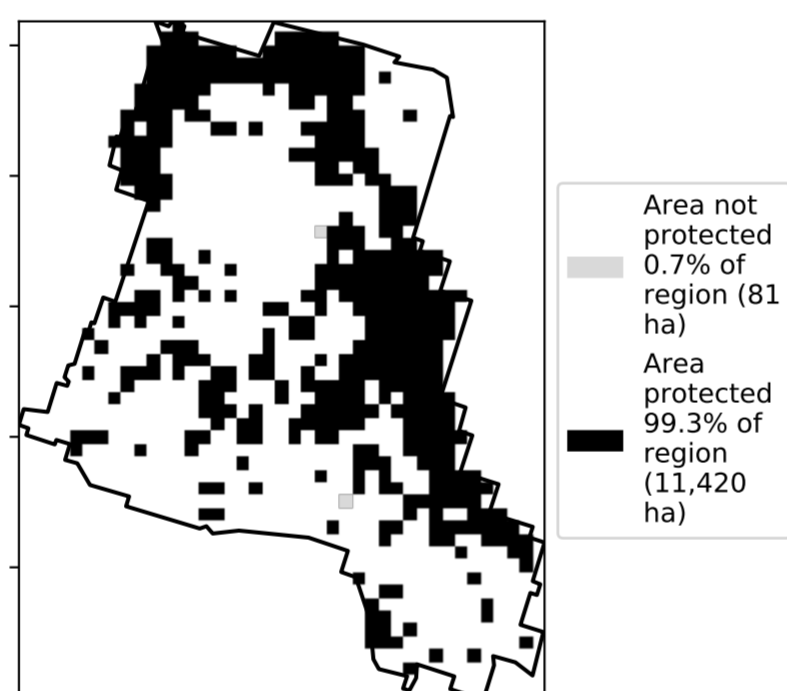 Area not
protected
0.7% of
region (81
ha)
Area
protected
99.3% of
region
(11,420
ha)